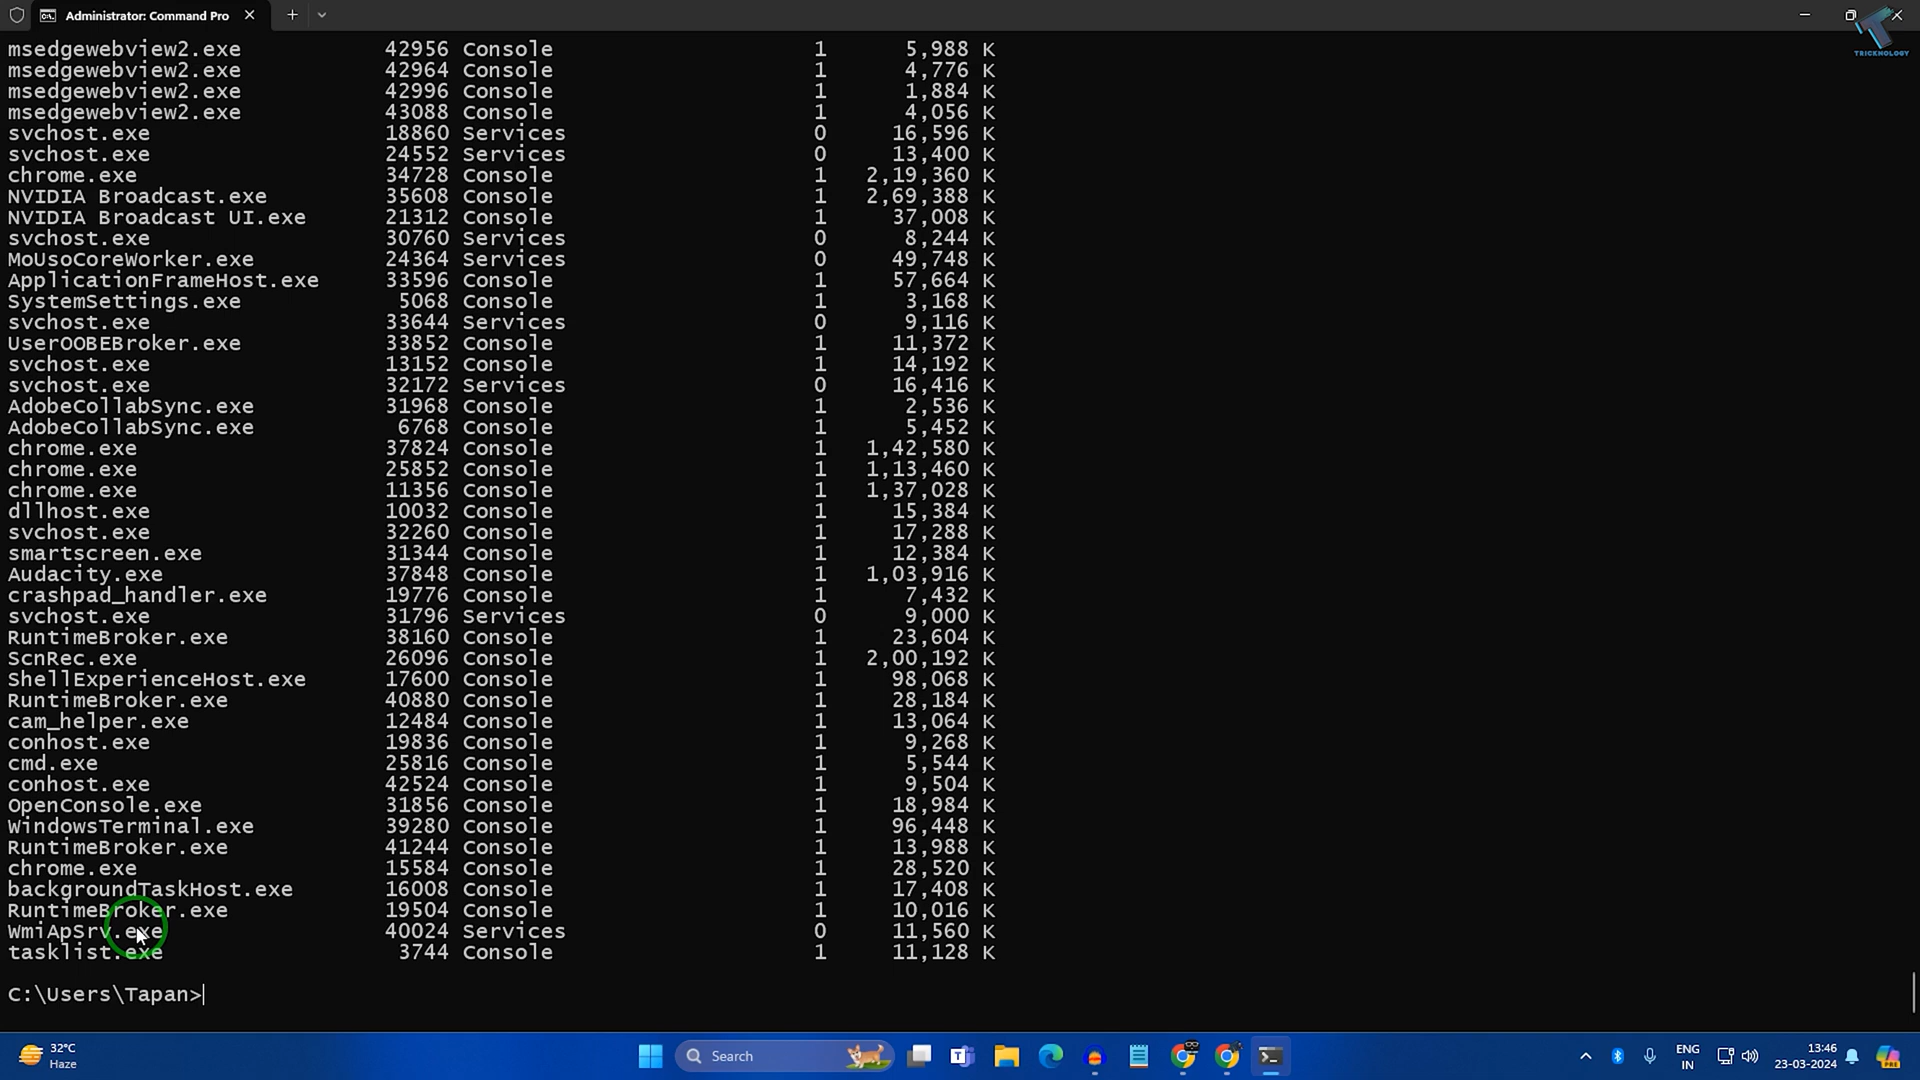 Administrator: Command Pro
TRICKNOLOGY
msedgewebview2.exe 42956 Console 1 5,988 K
msedgewebview2.exe 42964 Console 1 4,776 K
msedgewebview2.exe 42996 Console 1 1,884 K
msedgewebview2.exe 43088 Console 1 4,056 K
svchost.exe 18860 Services 0 16,596 K
svchost.exe 24552 Services 0 13,400 K
chrome.exe 34728 Console 1 2,19,360 K
NVIDIA Broadcast.exe 35608 Console 1 2,69,388 K
NVIDIA Broadcast UI.exe 21312 Console 1 37,008 K
svchost.exe 30760 Services 0 8,244 K
MoUsoCoreWorker.exe 24364 Services 0 49,748 K
ApplicationFrameHost.exe 33596 Console 1 57,664 K
SystemSettings.exe 5068 Console 1 3,168 K
svchost.exe 33644 Services 0 9,116 K
UserOOBEBroker.exe 33852 Console 1 11,372 K
svchost.exe 13152 Console 1 14,192 K
svchost.exe 32172 Services 0 16,416 K
AdobeCollabSync.exe 31968 Console 1 2,536 K
AdobeCollabSync.exe 6768 Console 1 5,452 K
chrome.exe 37824 Console 1 1,42,580 K
chrome.exe 25852 Console 1 1,13,460 K
chrome.exe 11356 Console 1 1,37,028 K
dllhost.exe 10032 Console 1 15,384 K
svchost.exe 32260 Console 1 17,288 K
smartscreen.exe 31344 Console 1 12,384 K
Audacity.exe 37848 Console 1 1,03,916 K
crashpad_handler.exe 19776 Console 1 7,432 K
svchost.exe 31796 Services 0 9,000 K
RuntimeBroker.exe 38160 Console 1 23,604 K
ScnRec.exe 26096 Console 1 2,00,192 K
ShellExperienceHost.exe 17600 Console 1 98,068 K
RuntimeBroker.exe 40880 Console 1 28,184 K
cam_helper.exe 12484 Console 1 13,064 K
conhost.exe 19836 Console 1 9,268 K
cmd.exe 25816 Console 1 5,544 K
conhost.exe 42524 Console 1 9,504 K
OpenConsole.exe 31856 Console 1 18,984 K
WindowsTerminal.exe 39280 Console 1 96,448 K
RuntimeBroker.exe 41244 Console 1 13,988 K
chrome.exe 15584 Console 1 28,520 K
backgroundTaskHost.exe 16008 Console 1 17,408 K
RuntimeBroker.exe 19504 Console 1 10,016 K
WmiApSrv.exe 40024 Services 0 11,560 K
tasklist.exe 3744 Console 1 11,128 K
C:\Users\Tapan>
32°C
Haze
Search
ENG
IN
13:46
23-03-2024
PRE